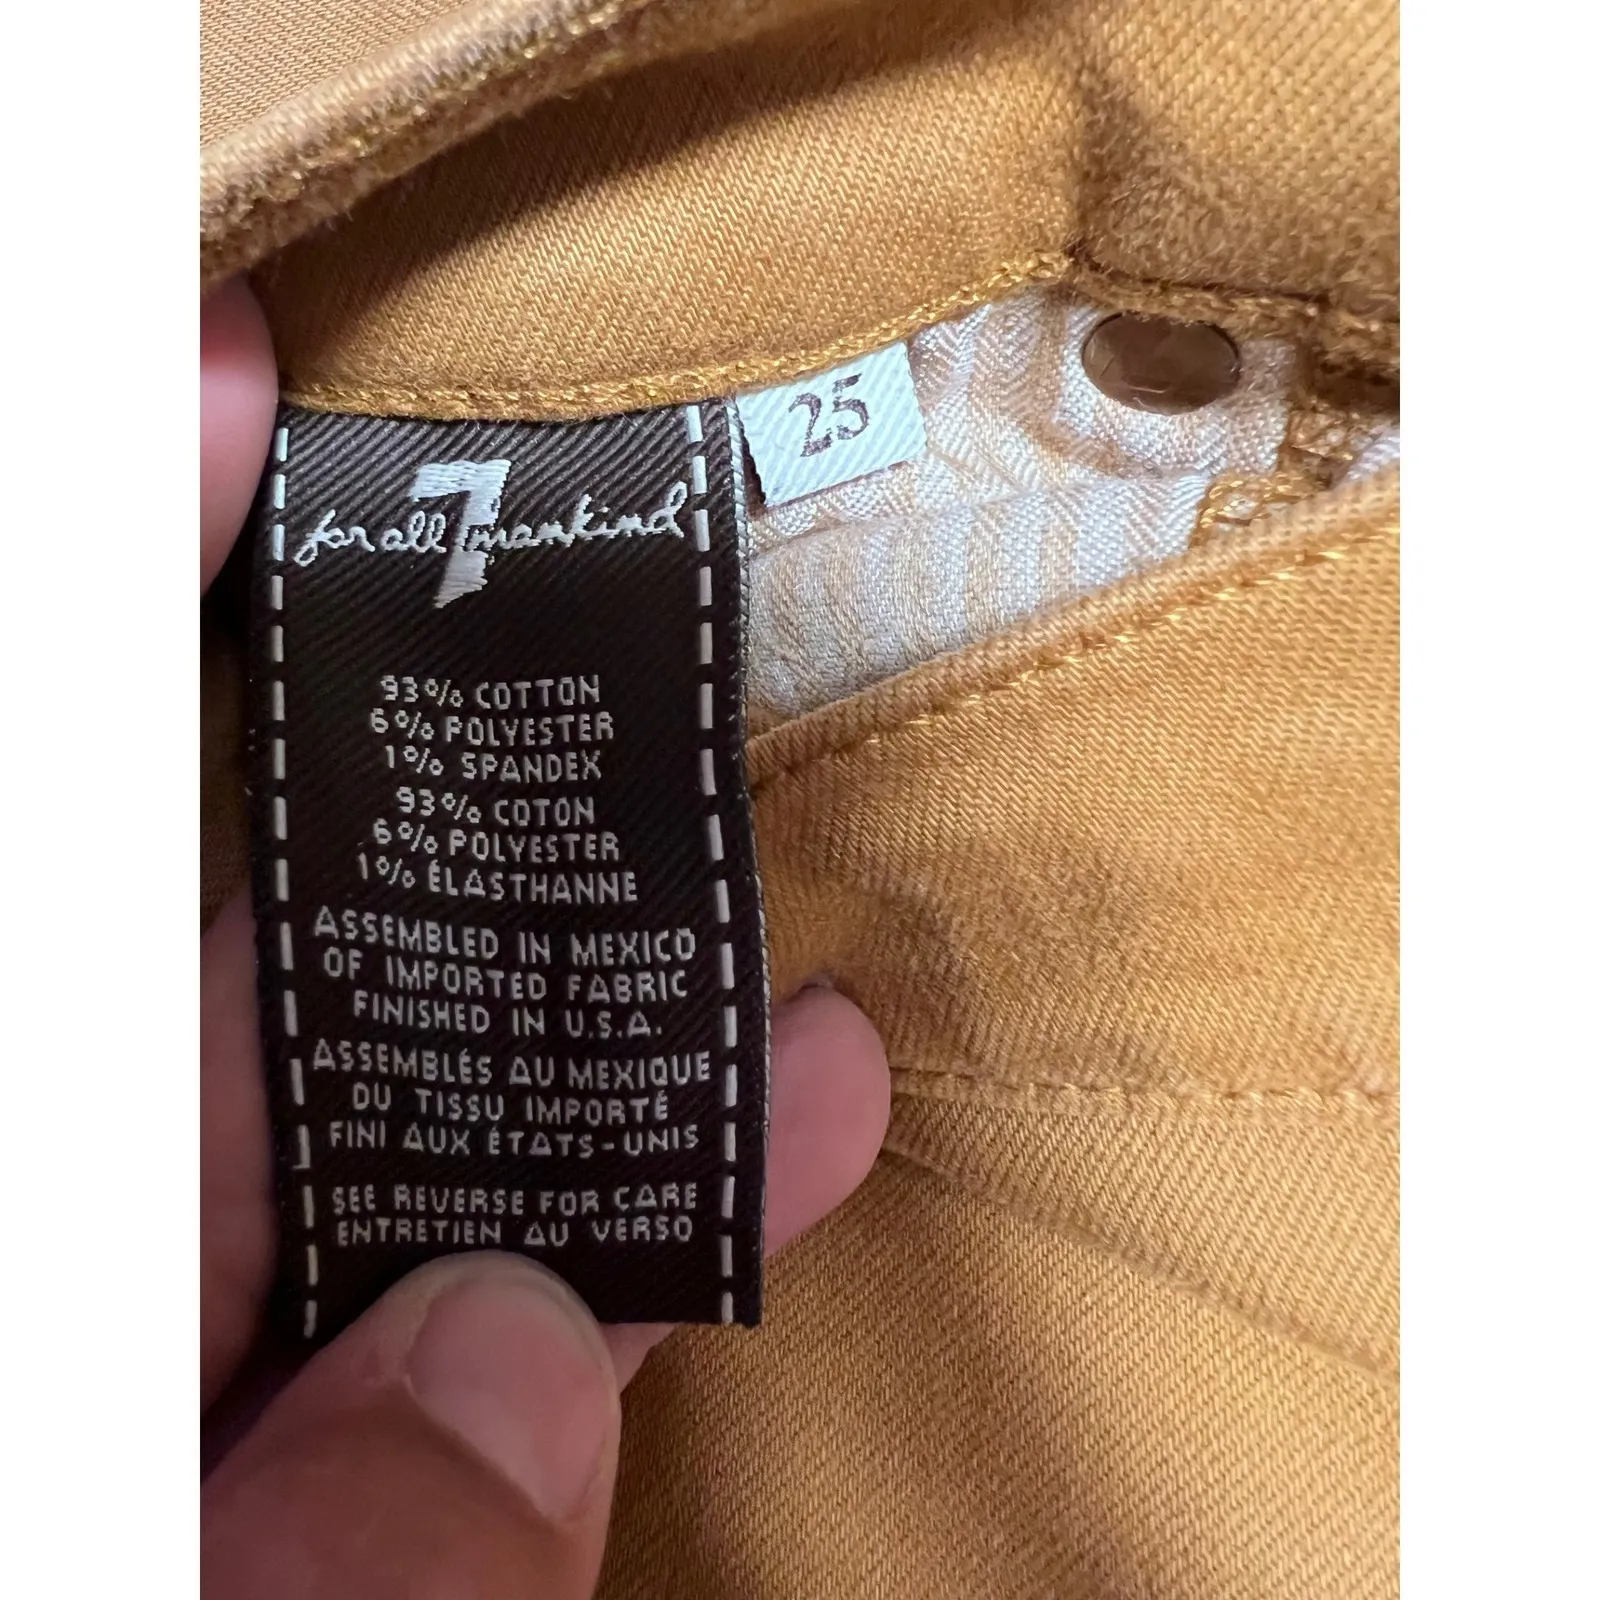 7
for all mankind
25
93% COTTON
6% POLYESTER
1% SPANDEX
93% COTON
6% POLYESTER
1% ÉLASTHANNE
ASSEMBLED IN MEXICO
OF IMPORTED FABRIC
FINISHED IN U.S.A.
ASSEMBLÉS AU MEXIQUE
DU TISSU IMPORTÉ
FINI AUX ÉTATS-UNIS
SEE REVERSE FOR CARE
ENTRETIEN AU VERSO